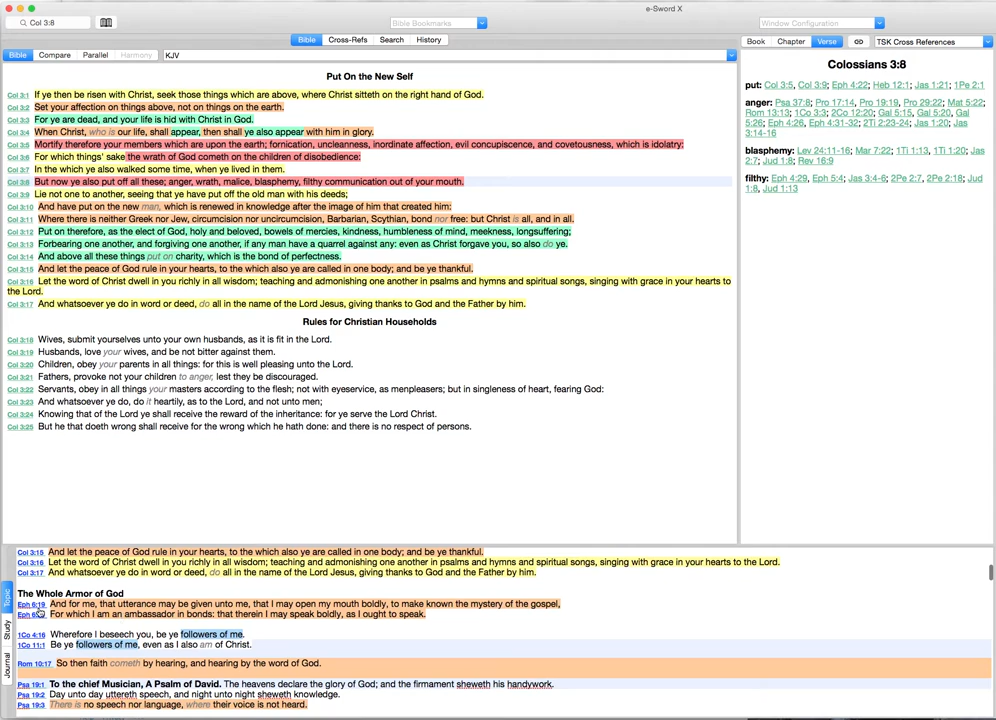 e-Sword X
Col 3:8
Bible Bookmarks
Window Configuration
Bible Cross-Refs Search History
Bible Compare Parallel Harmony KJV
Book Chapter Verse TSK Cross References
Put On the New Self
Col 3:1 If ye then be risen with Christ, seek those things which are above, where Christ sitteth on the right hand of God.
Col 3:2 Set your affection on things above, not on things on the earth.
Col 3:3 For ye are dead, and your life is hid with Christ in God.
Col 3:4 When Christ, who is our life, shall appear, then shall ye also appear with him in glory.
Col 3:5 Mortify therefore your members which are upon the earth; fornication, uncleanness, inordinate affection, evil concupiscence, and covetousness, which is idolatry:
Col 3:6 For which things' sake the wrath of God cometh on the children of disobedience:
Col 3:7 In the which ye also walked some time, when ye lived in them.
Col 3:8 But now ye also put off all these; anger, wrath, malice, blasphemy, filthy communication out of your mouth.
Col 3:9 Lie not one to another, seeing that ye have put off the old man with his deeds;
Col 3:10 And have put on the new man, which is renewed in knowledge after the image of him that created him:
Col 3:11 Where there is neither Greek nor Jew, circumcision nor uncircumcision, Barbarian, Scythian, bond nor free: but Christ is all, and in all.
Col 3:12 Put on therefore, as the elect of God, holy and beloved, bowels of mercies, kindness, humbleness of mind, meekness, longsuffering;
Col 3:13 Forbearing one another, and forgiving one another, if any man have a quarrel against any: even as Christ forgave you, so also do ye.
Col 3:14 And above all these things put on charity, which is the bond of perfectness.
Col 3:15 And let the peace of God rule in your hearts, to the which also ye are called in one body; and be ye thankful.
Col 3:16 Let the word of Christ dwell in you richly in all wisdom; teaching and admonishing one another in psalms and hymns and spiritual songs, singing with grace in your hearts to
the Lord.
Col 3:17 And whatsoever ye do in word or deed, do all in the name of the Lord Jesus, giving thanks to God and the Father by him.
Rules for Christian Households
Col 3:18 Wives, submit yourselves unto your own husbands, as it is fit in the Lord.
Col 3:19 Husbands, love your wives, and be not bitter against them.
Col 3:20 Children, obey your parents in all things: for this is well pleasing unto the Lord.
Col 3:21 Fathers, provoke not your children to anger, lest they be discouraged.
Col 3:22 Servants, obey in all things your masters according to the flesh; not with eyeservice, as menpleasers; but in singleness of heart, fearing God:
Col 3:23 And whatsoever ye do, do it heartily, as to the Lord, and not unto men;
Col 3:24 Knowing that of the Lord ye shall receive the reward of the inheritance: for ye serve the Lord Christ.
Col 3:25 But he that doeth wrong shall receive for the wrong which he hath done: and there is no respect of persons.
Colossians 3:8
put: Col 3:5, Col 3:9; Eph 4:22; Heb 12:1; Jas 1:21; 1Pe 2:1
anger: Psa 37:8; Pro 17:14, Pro 19:19, Pro 29:22; Mat 5:22;
Rom 13:13; 1Co 3:3; 2Co 12:20; Gal 5:15, Gal 5:20, Gal
5:26; Eph 4:26, Eph 4:31-32; 2Ti 2:23-24; Jas 1:20; Jas
3:14-16
blasphemy: Lev 24:11-16; Mar 7:22; 1Ti 1:13, 1Ti 1:20; Jas
2:7; Jud 1:8; Rev 16:9
filthy: Eph 4:29, Eph 5:4; Jas 3:4-6; 2Pe 2:7, 2Pe 2:18; Jud
1:8, Jud 1:13
Topic
Study
Journal
Col 3:15 And let the peace of God rule in your hearts, to the which also ye are called in one body; and be ye thankful.
Col 3:16 Let the word of Christ dwell in you richly in all wisdom; teaching and admonishing one another in psalms and hymns and spiritual songs, singing with grace in your hearts to the Lord.
Col 3:17 And whatsoever ye do in word or deed, do all in the name of the Lord Jesus, giving thanks to God and the Father by him.
The Whole Armor of God
Eph 6:19 And for me, that utterance may be given unto me, that I may open my mouth boldly, to make known the mystery of the gospel,
Eph 6: For which I am an ambassador in bonds: that therein I may speak boldly, as I ought to speak.
1Co 4:16 Wherefore I beseech you, be ye followers of me.
1Co 11:1 Be ye followers of me, even as I also am of Christ.
Rom 10:17 So then faith cometh by hearing, and hearing by the word of God.
Psa 19:1 To the chief Musician, A Psalm of David. The heavens declare the glory of God; and the firmament sheweth his handywork.
Psa 19:2 Day unto day uttereth speech, and night unto night sheweth knowledge.
Psa 19:3 There is no speech nor language, where their voice is not heard.